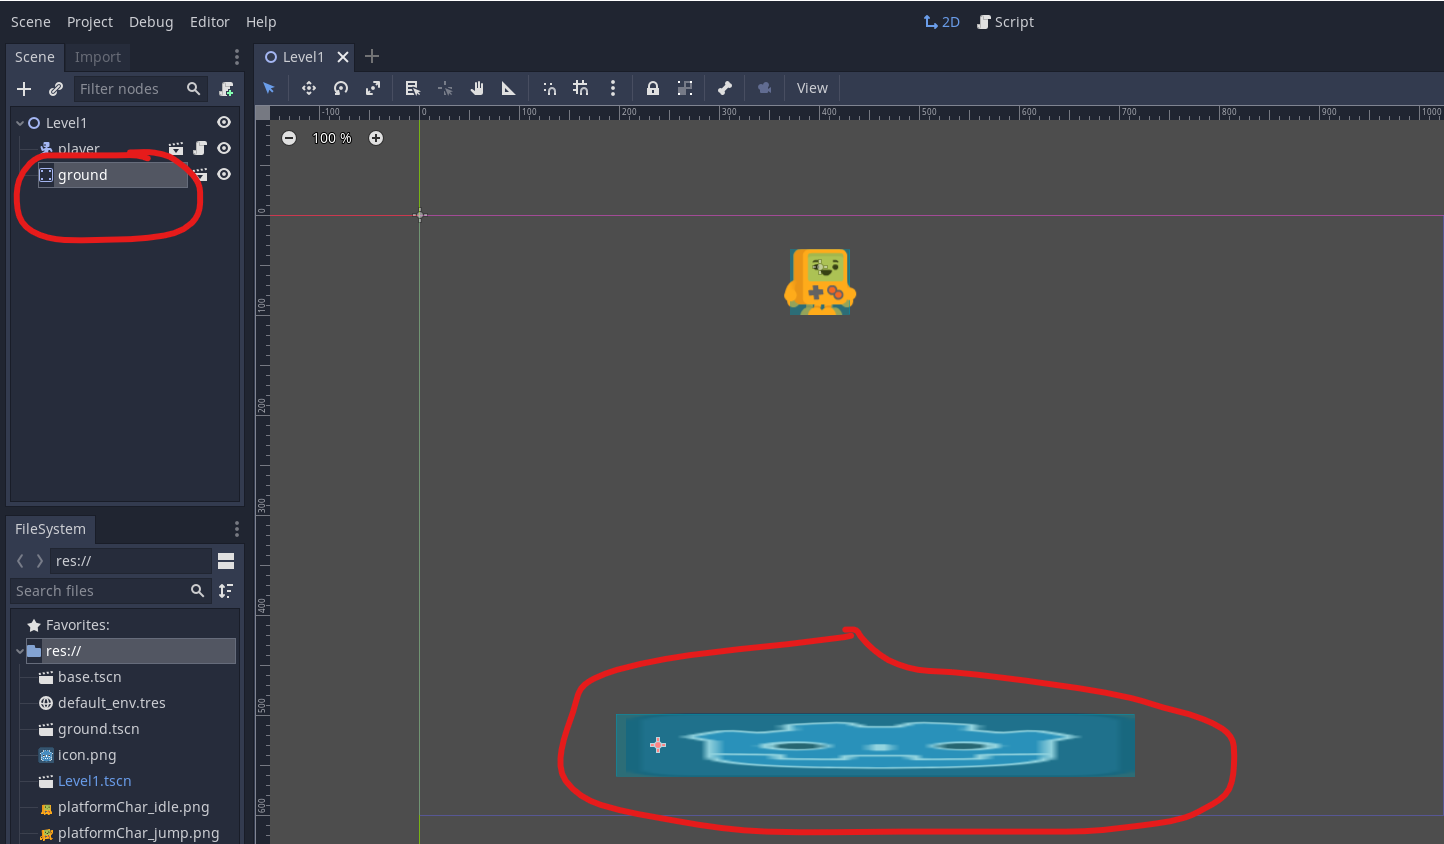 Scene Project Debug Editor Help 2D Script
Scene Import Level1
Filter nodes View
-100 0 100 200 300 400 500 600 700 800 900 1000
Level1
100 %
player
ground
0
100
200
300
400
500
600
FileSystem
res://
Search files
Favorites:
res://
base.tscn
default_env.tres
ground.tscn
icon.png
Level1.tscn
platformChar_idle.png
platformChar_jump.png